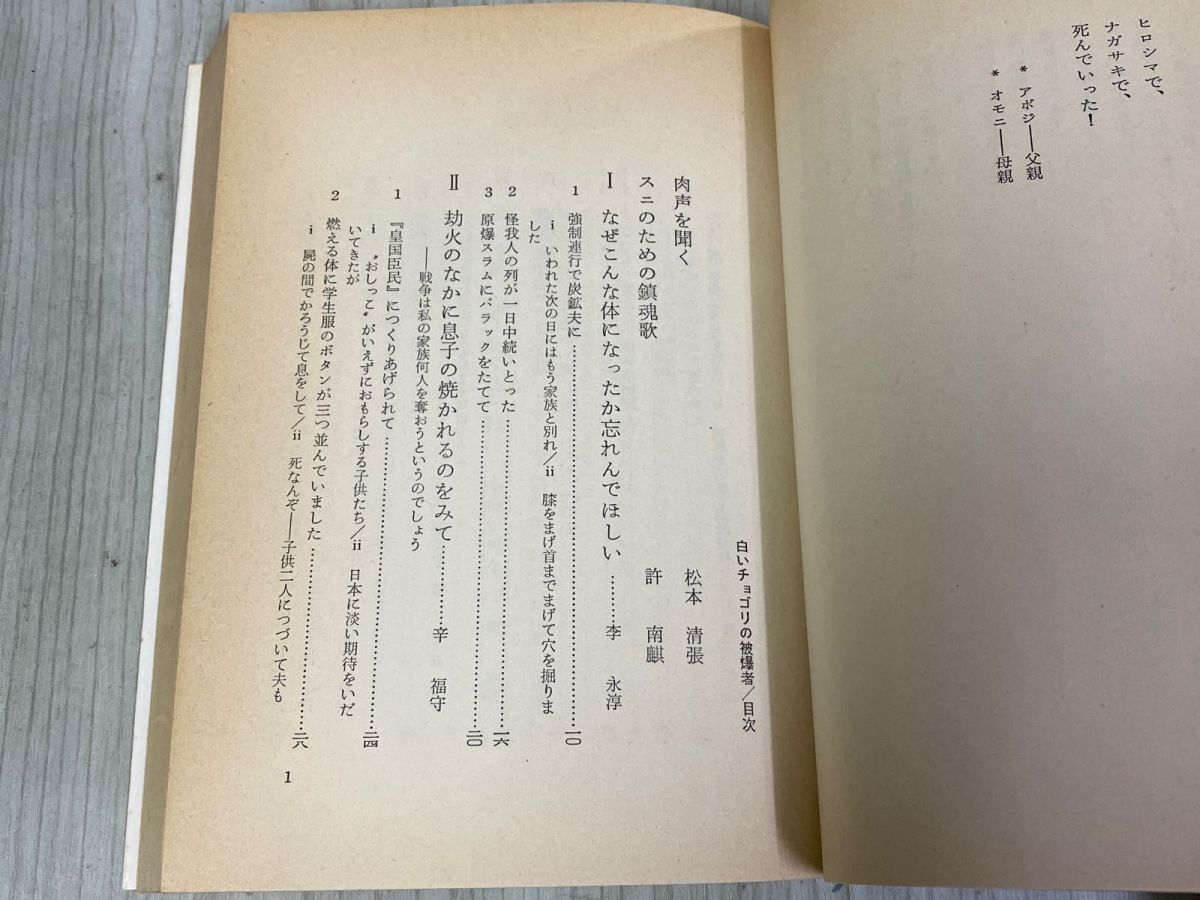 ヒロシマで、
ナガサキで、
死んでいった！
＊アボジ――父親
＊オモニ――母親
白いチョゴリの被爆者／目次
肉声を聞く　松本 清張
スニのための鎮魂歌　許 南麒
Ⅰ なぜこんな体になったか忘れんでほしい…………李 永淳
1 強制連行で炭鉱夫に…………一〇
ⅰ いわれた次の日にはもう家族と別れ／ⅱ 膝をまげ首までまげて穴を掘りま
した
2 怪我人の列が一日中続いとった…………一六
3 原爆スラムにバラックをたてて…………二〇
Ⅱ 劫火のなかに息子の焼かれるのをみて…………辛 福守
――戦争は私の家族何人を奪おうというのでしょう
1 『皇国臣民』につくりあげられて…………二四
ⅰ 〝おしっこ〟がいえずにおもらしする子供たち／ⅱ 日本に淡い期待をいだ
いてきたが
2 燃える体に学生服のボタンが三つ並んでいました…………二八
ⅰ 屍の間でかろうじて息をして／ⅱ 死なんぞ――子供二人につづいて夫も
1